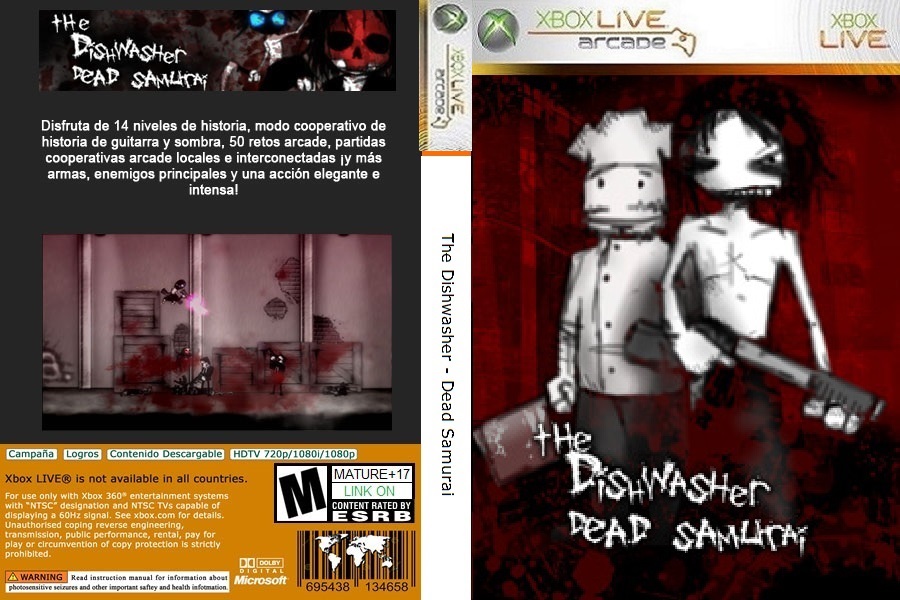 tHe
DiSHWASHer
DEAD SAMURAi
Disfruta de 14 niveles de historia, modo cooperativo de
historia de guitarra y sombra, 50 retos arcade, partidas
cooperativas arcade locales e interconectadas ¡y más
armas, enemigos principales y una acción elegante e
intensa!
Campaña Logros Contenido Descargable HDTV 720p/1080i/1080p
Xbox LIVE® is not available in all countries.
For use only with Xbox 360® entertainment systems
with “NTSC” designation and NTSC TVs capable of
displaying a 60Hz signal. See xbox.com for details.
Unauthorised coping reverse engineering,
transmission, public performance, rental, pay for
play or circumvention of copy protection is strictly
prohibited.
WARNING Read instruction manual for information about
photosensitive seizures and other important saftey and health infotmation.
DOLBY
DIGITAL
Microsoft®
M
MATURE+17
LINK ON
CONTENT RATED BY
ESRB
695438 134658
XBOX LIVE
arcade
The Dishwasher - Dead Samurai
XBOX LIVE
arcade
XBOX
LIVE
tHe
DiSHWASHer
DEAD SAMURAi